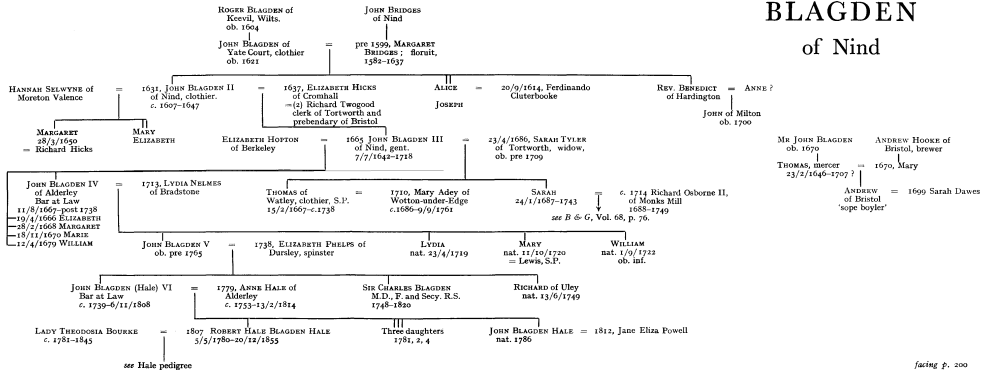 BLAGDEN
of Nind
ROGER BLAGDEN of
Keevil, Wilts.
ob. 1604
JOHN BRIDGES
of Nind
JOHN BLAGDEN of
Yate Court, clothier
ob. 1621
=
pre 1599, MARGARET
BRIDGES; floruit,
1582-1637
HANNAH SELWYNE of
Moreton Valence
=
1631, JOHN BLAGDEN II
of Nind, clothier.
c. 1607-1647
=
1637, ELIZABETH HICKS
of Cromhall
=(2) Richard Twogood
clerk of Tortworth and
prebendary of Bristol
ALICE
JOSEPH
=
20/9/1614, Ferdinando
Cluterbooke
REV. BENEDICT
of Hardington
=
ANNE ?
JOHN of Milton
ob. 1700
MARGARET
28/3/1650
= Richard Hicks
MARY
ELIZABETH
ELIZABETH HOPTON
of Berkeley
=
1665 JOHN BLAGDEN III
of Nind, gent.
7/7/1642-1718
=
23/4/1686, SARAH TYLER
of Tortworth, widow,
ob. pre 1709
MR JOHN BLAGDEN
ob. 1670
ANDREW HOOKE of
Bristol, brewer
THOMAS, mercer
23/2/1646-1707 ?
=
1670, Mary
ANDREW
of Bristol
'sope boyler'
=
1699 Sarah Dawes
JOHN BLAGDEN IV
of Alderley
Bar at Law
11/8/1667-post 1738
19/4/1666 ELIZABETH
28/2/1668 MARGARET
18/11/1670 MARIE
12/4/1679 WILLIAM
=
1713, LYDIA NELMES
of Bradstone
THOMAS of
Watley, clothier, S.P.
15/2/1667-c.1738
=
1710, Mary Adey of
Wotton-under-Edge
c.1686-9/9/1761
SARAH
24/1/1687-1743
=
c. 1714 Richard Osborne II,
of Monks Mill
1688-1749
see B & G, Vol. 68, p. 76.
JOHN BLAGDEN V
ob. pre 1765
=
1738, ELIZABETH PHELPS of
Dursley, spinster
LYDIA
nat. 23/4/1719
MARY
nat. 11/10/1720
= Lewis, S.P.
WILLIAM
nat. 1/9/1722
ob. inf.
JOHN BLAGDEN (Hale) VI
Bar at Law
c. 1739-6/11/1808
=
1779, ANNE HALE of
Alderley
c. 1753-13/2/1814
SIR CHARLES BLAGDEN
M.D., F. and Secy. R.S.
1748-1820
RICHARD of Uley
nat. 13/6/1749
LADY THEODOSIA BOURKE
c. 1781-1845
=
1807 ROBERT HALE BLAGDEN HALE
5/5/1780-20/12/1855
Three daughters
1781, 2, 4
JOHN BLAGDEN HALE
nat. 1786
=
1812, Jane Eliza Powell
see Hale pedigree
facing p. 200